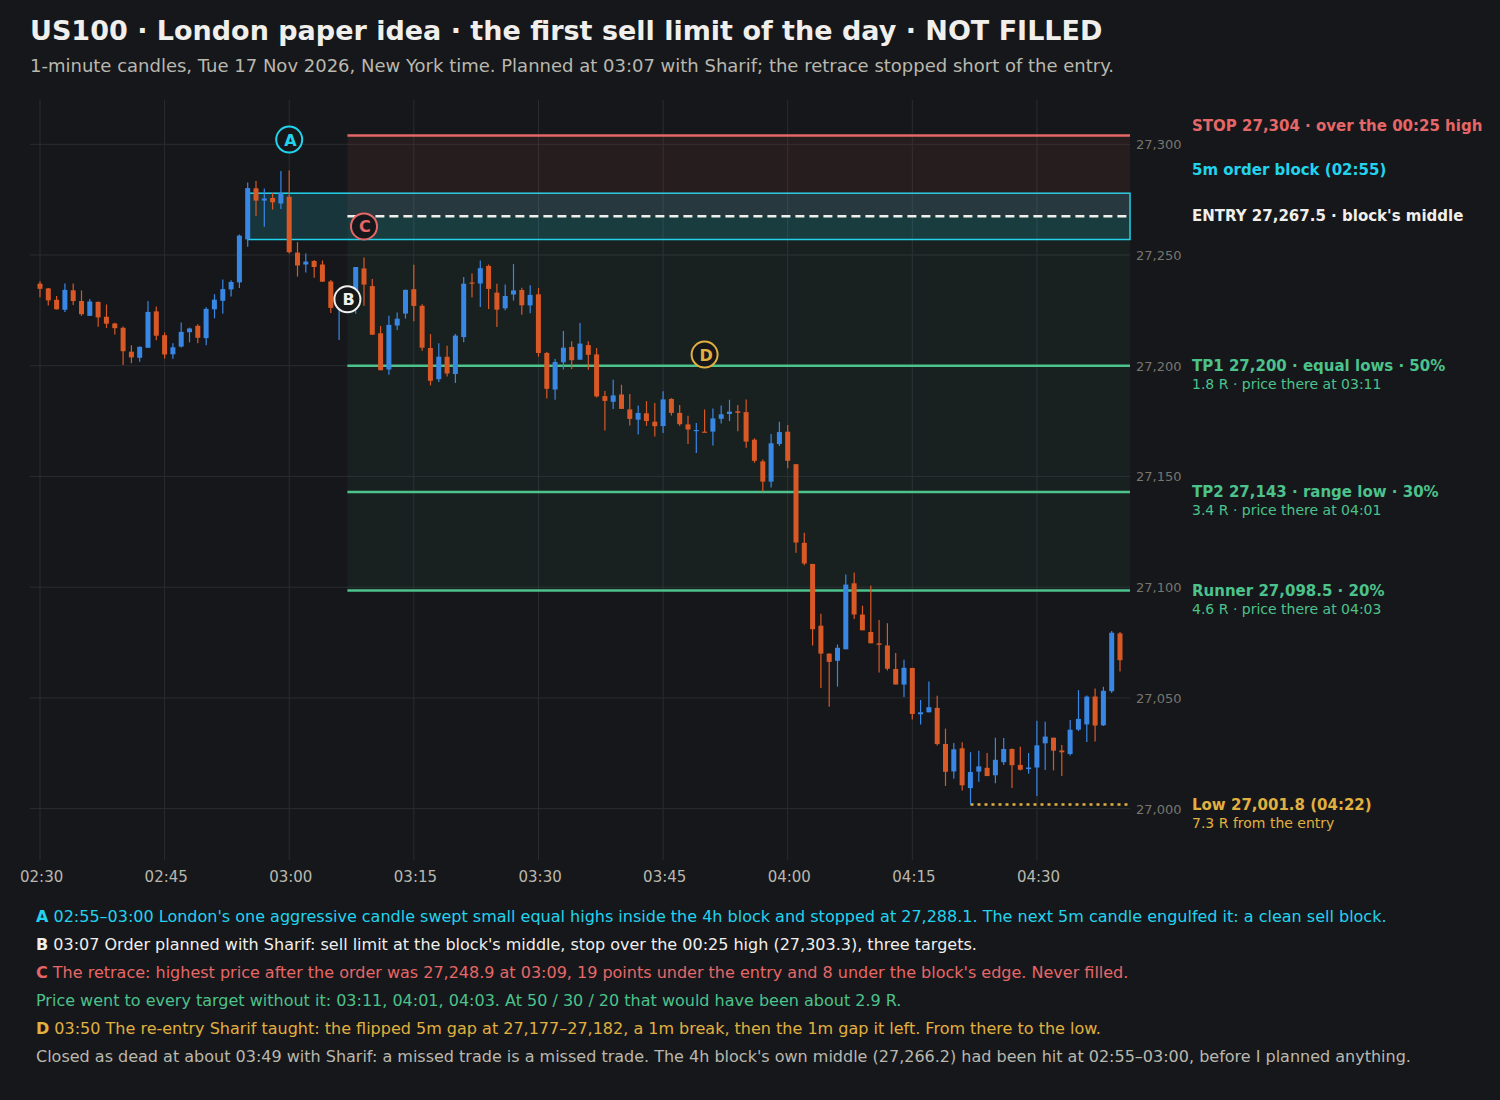 US100 · London paper idea · the first sell limit of the day · NOT FILLED
1-minute candles, Tue 17 Nov 2026, New York time. Planned at 03:07 with Sharif; the retrace stopped short of the entry.
A
STOP 27,304 · over the 00:25 high
27,300
5m order block (02:55)
ENTRY 27,267.5 · block's middle
C
27,250
B
D
27,200
TP1 27,200 · equal lows · 50%
1.8 R · price there at 03:11
27,150
TP2 27,143 · range low · 30%
3.4 R · price there at 04:01
27,100
Runner 27,098.5 · 20%
4.6 R · price there at 04:03
27,050
27,000
Low 27,001.8 (04:22)
7.3 R from the entry
02:30 02:45 03:00 03:15 03:30 03:45 04:00 04:15 04:30
A 02:55–03:00 London's one aggressive candle swept small equal highs inside the 4h block and stopped at 27,288.1. The next 5m candle engulfed it: a clean sell block.
B 03:07 Order planned with Sharif: sell limit at the block's middle, stop over the 00:25 high (27,303.3), three targets.
C The retrace: highest price after the order was 27,248.9 at 03:09, 19 points under the entry and 8 under the block's edge. Never filled.
Price went to every target without it: 03:11, 04:01, 04:03. At 50 / 30 / 20 that would have been about 2.9 R.
D 03:50 The re-entry Sharif taught: the flipped 5m gap at 27,177–27,182, a 1m break, then the 1m gap it left. From there to the low.
Closed as dead at about 03:49 with Sharif: a missed trade is a missed trade. The 4h block's own middle (27,266.2) had been hit at 02:55–03:00, before I planned anything.